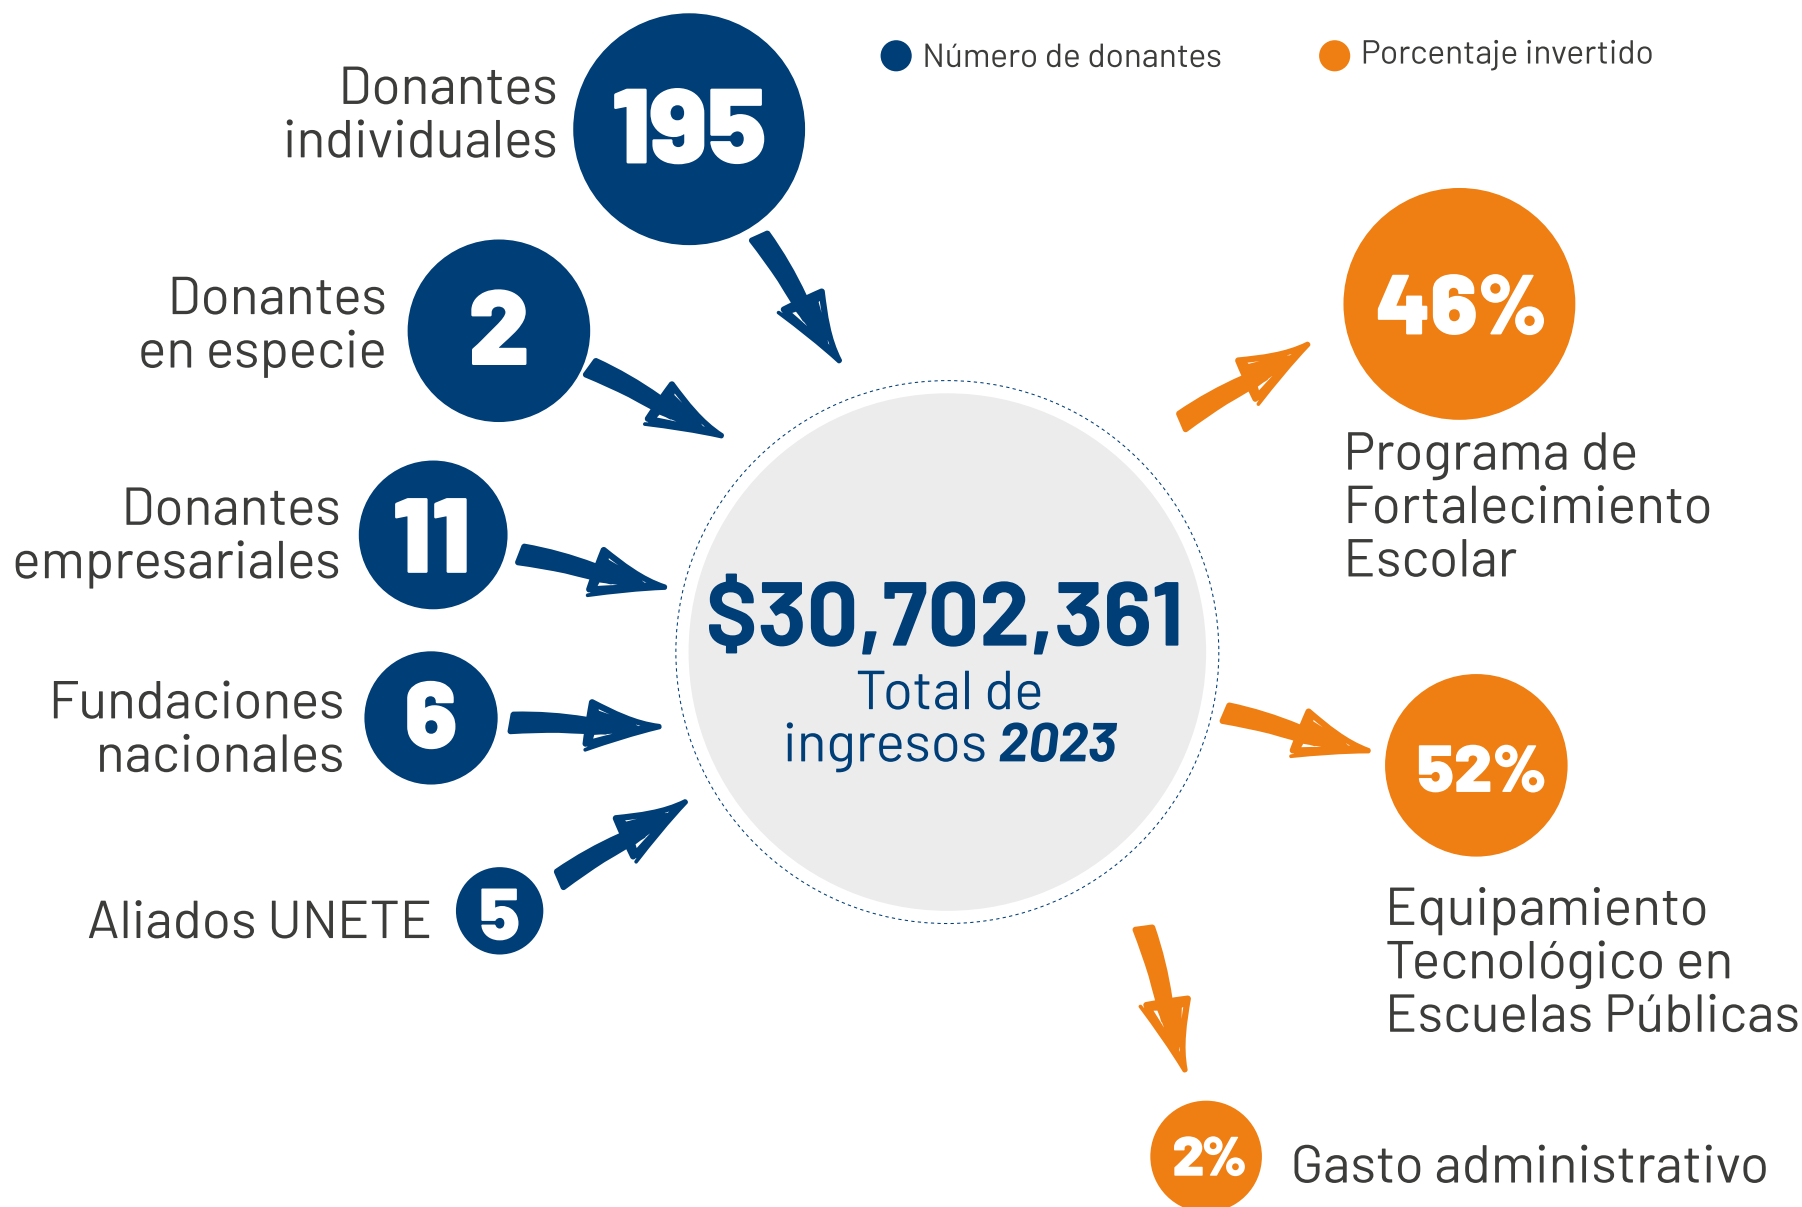 Número de donantes
Porcentaje invertido
Donantes
individuales
195
Donantes
en especie
2
Donantes
empresariales
11
Fundaciones
nacionales
6
Aliados UNETE
5
$30,702,361
Total de
ingresos 2023
46%
Programa de
Fortalecimiento
Escolar
52%
Equipamiento
Tecnológico en
Escuelas Públicas
2%
Gasto administrativo